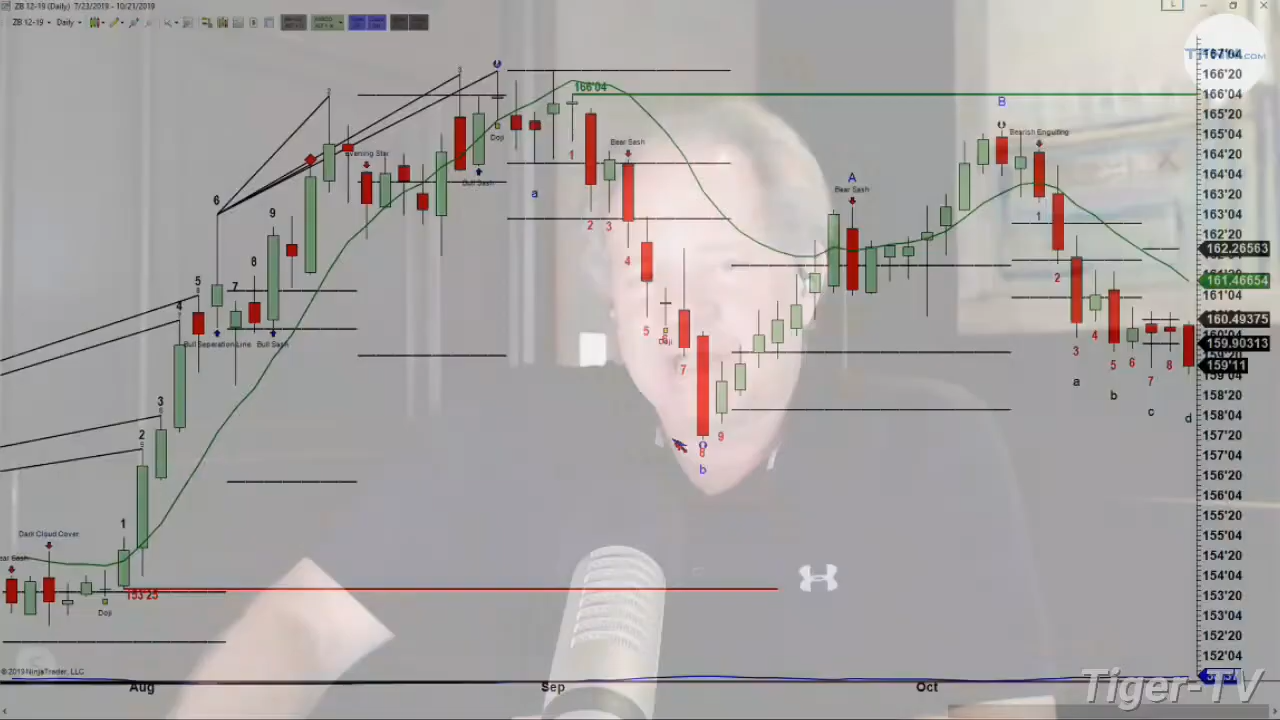 ZB 12-19 (Daily) 7/23/2019 - 10/21/2019
ZB 12-19 Daily
L
167'04
166'20
166'04
165'20
165'04
164'20
164'04
163'20
163'04
162'20
162.26563
161.46654
161'04
160.49375
159.90313
159'11
159'04
158'20
158'04
157'20
157'04
156'20
156'04
155'20
155'04
154'20
154'04
153'20
153'04
152'20
152'04
166'04
153'25
Dark Cloud Cover
Doji
1
2
3
4
5
6
7
8
9
Bull Seperation Line
Bull Sash
Evening Star
Bull Sash
Doji
a
1
2
3
Bear Sash
4
5
Doji
7
8
9
b
A
Bear Sash
B
Bearish Engulfing
1
2
3
4
5
6
7
8
a
b
c
d
© 2019 NinjaTrader, LLC
Aug
Sep
Oct
Tiger-TV